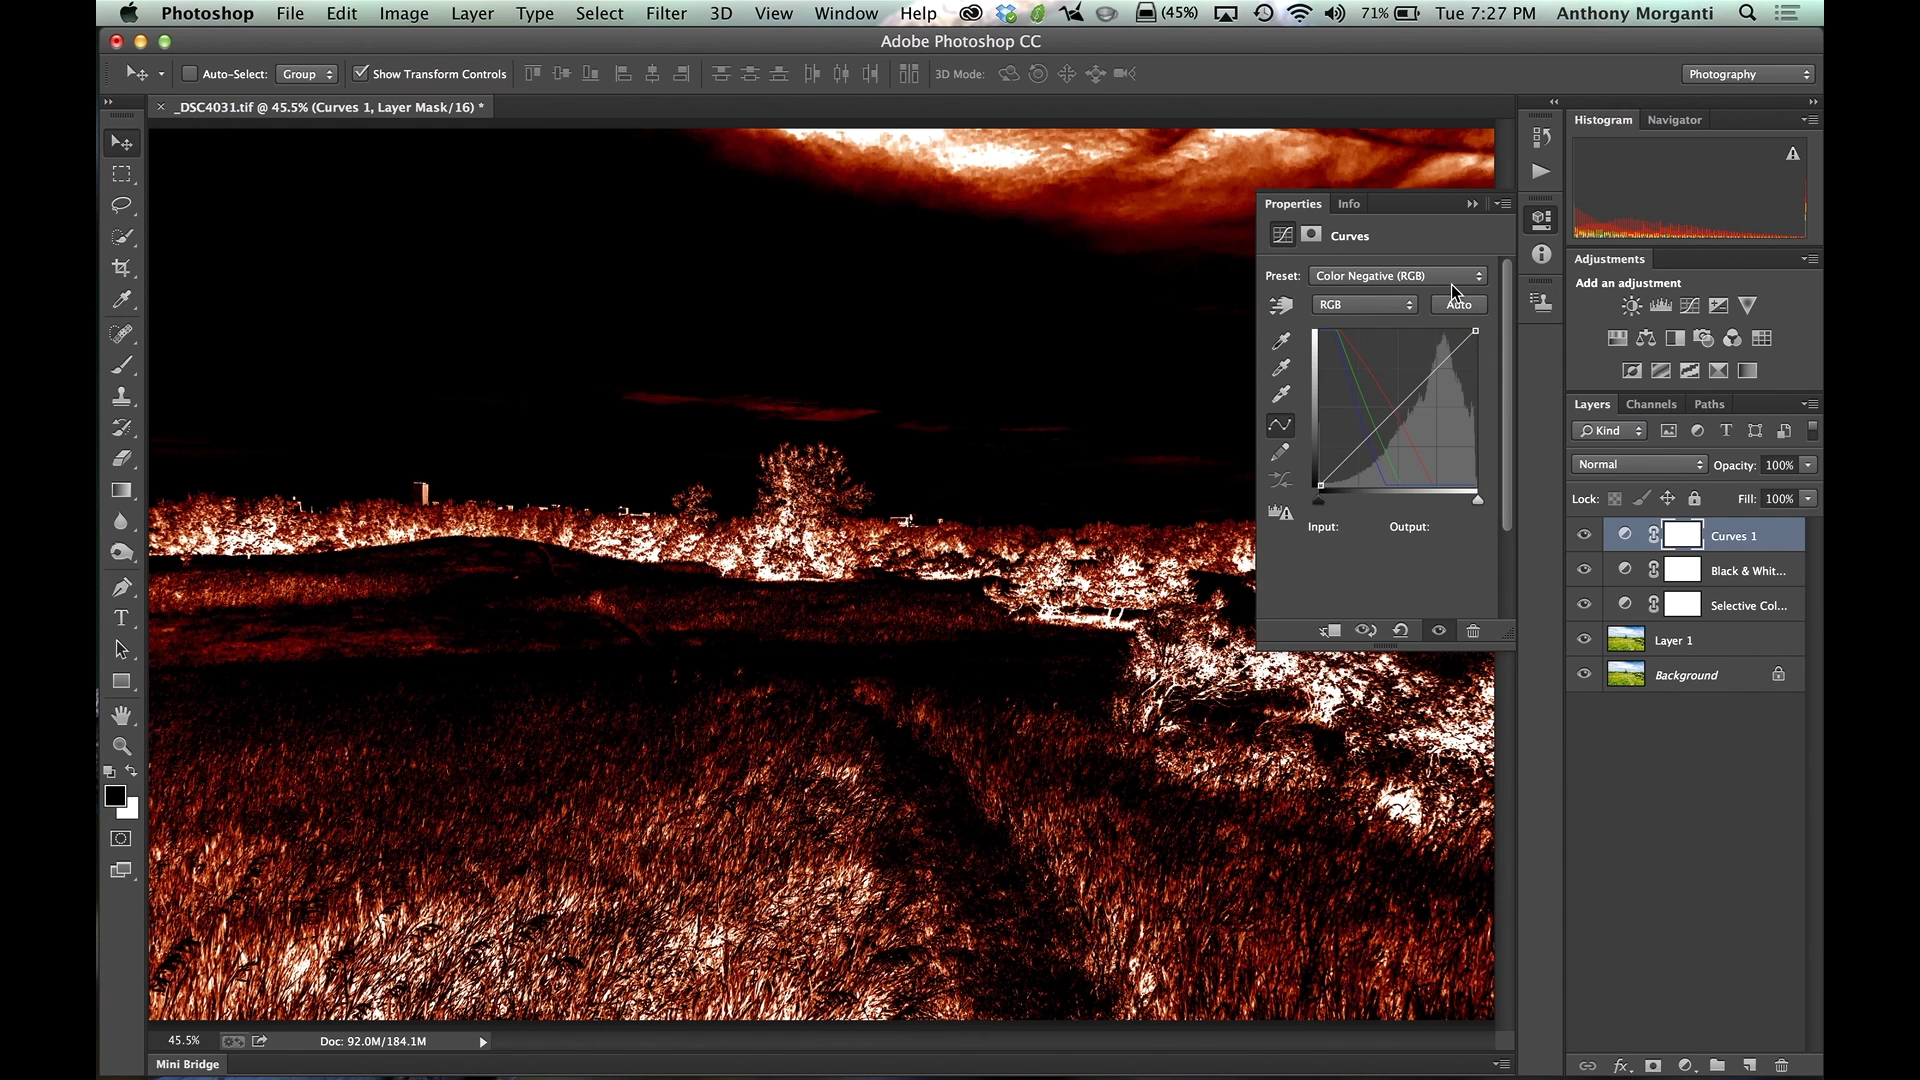 Photoshop File Edit Image Layer Type Select Filter 3D View Window Help (45%) 71% Tue 7:27 PM Anthony Morganti
Adobe Photoshop CC
Auto-Select: Group Show Transform Controls 3D Mode: Photography
_DSC4031.tif @ 45.5% (Curves 1, Layer Mask/16) *
Histogram Navigator
Properties Info
Curves
Preset: Color Negative (RGB)
RGB Auto
Input: Output:
Adjustments
Add an adjustment
Layers Channels Paths
Kind
Normal Opacity: 100%
Lock: Fill: 100%
Curves 1
Black & Whit...
Selective Col...
Layer 1
Background
45.5% Doc: 92.0M/184.1M
Mini Bridge